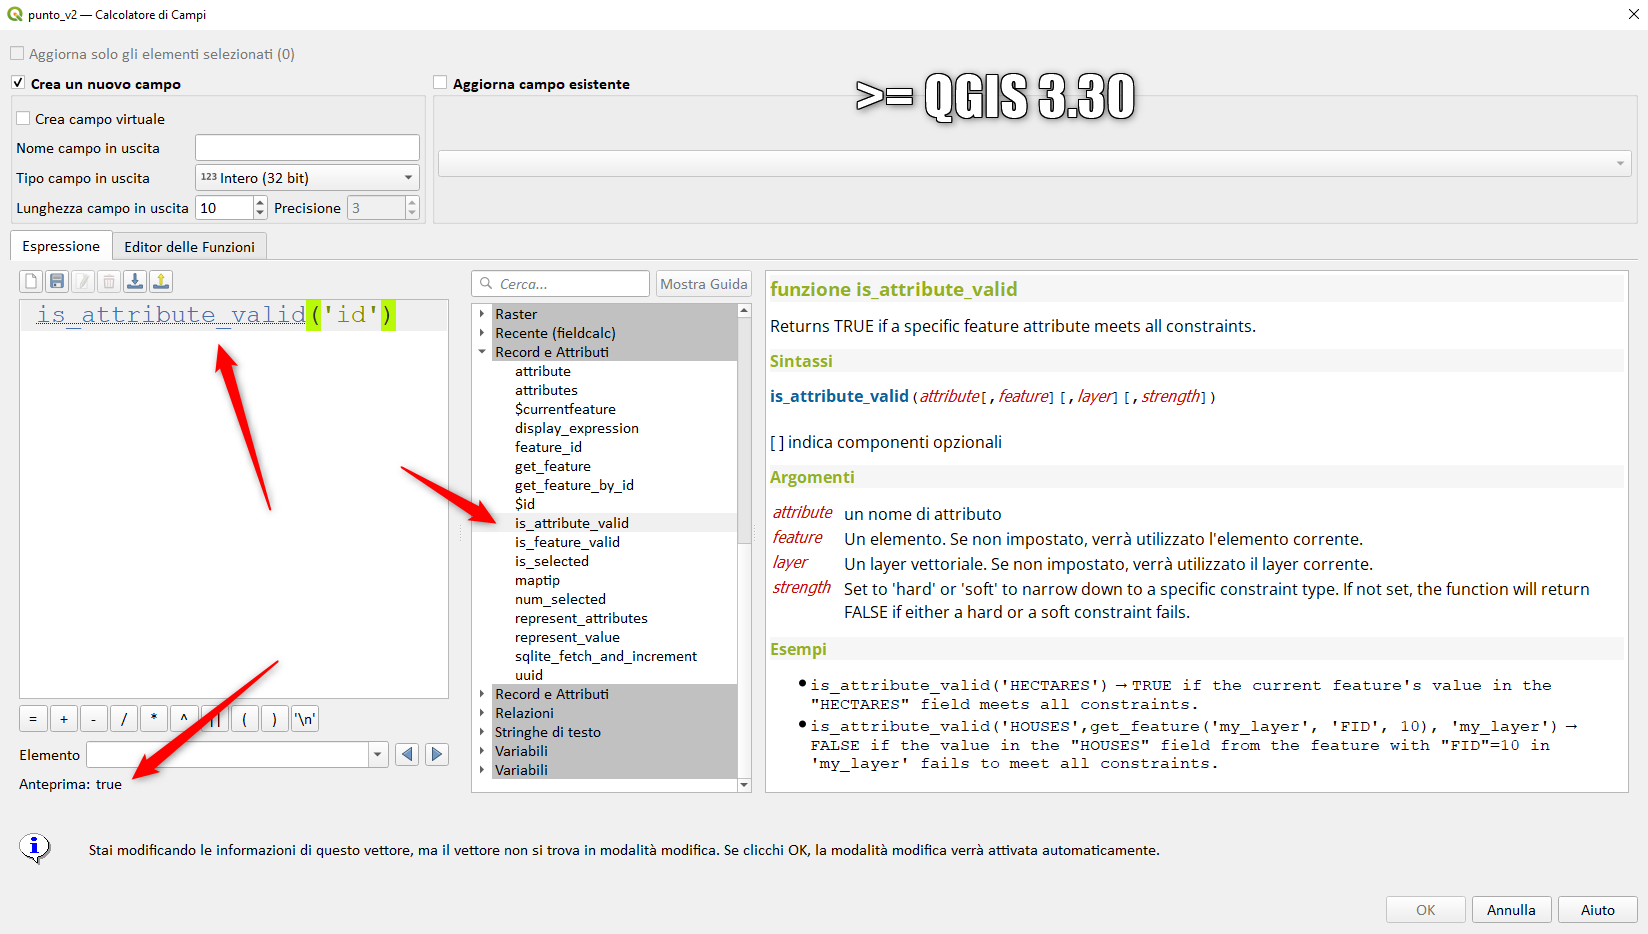 punto_v2 — Calcolatore di Campi
Aggiorna solo gli elementi selezionati (0)
Crea un nuovo campo
Aggiorna campo esistente
>= QGIS 3.30
Crea campo virtuale
Nome campo in uscita
Tipo campo in uscita
123 Intero (32 bit)
Lunghezza campo in uscita
10
Precisione
3
Espressione
Editor delle Funzioni
Cerca...
Mostra Guida
is_attribute_valid('id')
Raster
Recente (fieldcalc)
Record e Attributi
attribute
attributes
$currentfeature
display_expression
feature_id
get_feature
get_feature_by_id
$id
is_attribute_valid
is_feature_valid
is_selected
maptip
num_selected
represent_attributes
represent_value
sqlite_fetch_and_increment
uuid
Record e Attributi
Relazioni
Stringhe di testo
Variabili
Variabili
funzione is_attribute_valid
Returns TRUE if a specific feature attribute meets all constraints.
Sintassi
is_attribute_valid(attribute[,feature][,layer][,strength])
[ ] indica componenti opzionali
Argomenti
attribute un nome di attributo
feature Un elemento. Se non impostato, verrà utilizzato l'elemento corrente.
layer Un layer vettoriale. Se non impostato, verrà utilizzato il layer corrente.
strength Set to 'hard' or 'soft' to narrow down to a specific constraint type. If not set, the function will return
FALSE if either a hard or a soft constraint fails.
Esempi
is_attribute_valid('HECTARES') → TRUE if the current feature's value in the
"HECTARES" field meets all constraints.
is_attribute_valid('HOUSES',get_feature('my_layer', 'FID', 10), 'my_layer') →
FALSE if the value in the "HOUSES" field from the feature with "FID"=10 in
'my_layer' fails to meet all constraints.
= + - / * ^ || ( ) '\n'
Elemento
Anteprima: true
Stai modificando le informazioni di questo vettore, ma il vettore non si trova in modalità modifica. Se clicchi OK, la modalità modifica verrà attivata automaticamente.
OK
Annulla
Aiuto